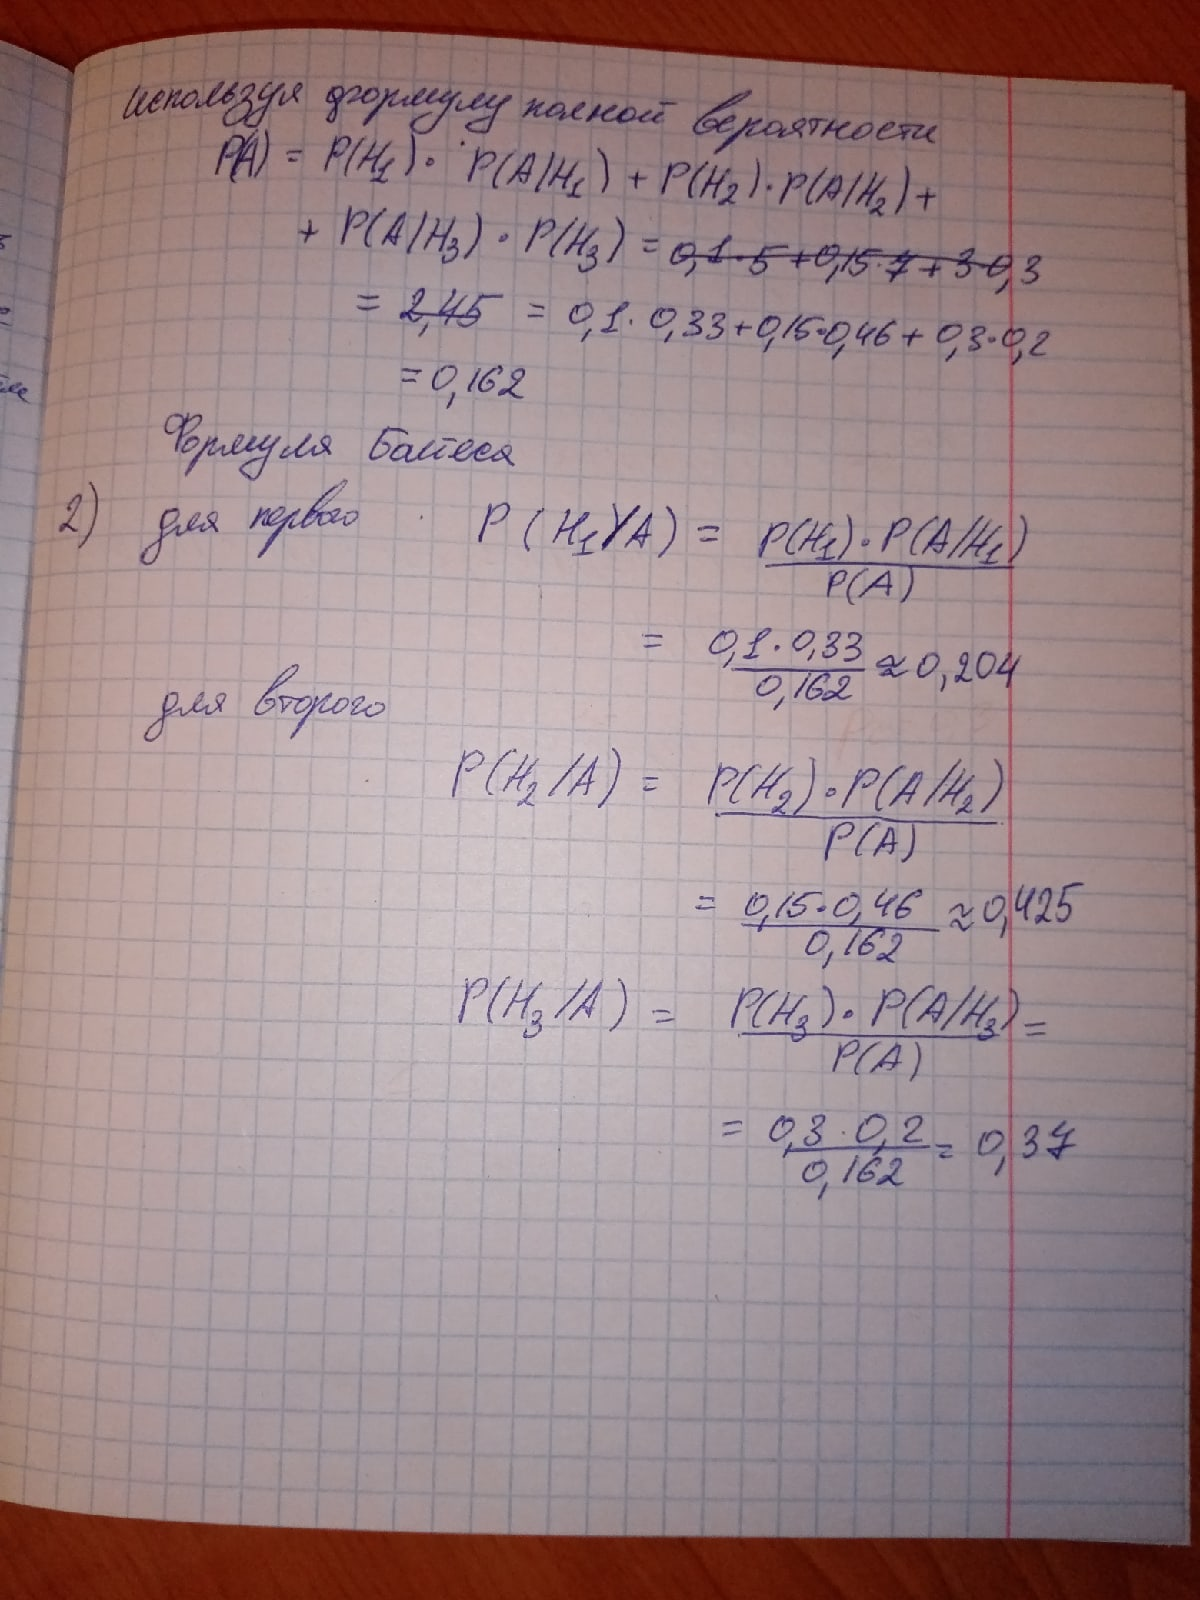 Используя формулу полной вероятности
P(A) = P(H₁) · P(A/H₁) + P(H₂) · P(A/H₂) +
+ P(A/H₃) · P(H₃) = 0,1·5+0,15·7+3·0,3
= 2,45 = 0,1·0,33+0,15·0,46+0,3·0,2
= 0,162
Формула Байеса
2) для первого P(H₁/A) = P(H₁)·P(A/H₁)
P(A)
= 0,1·0,33
0,162
≈ 0,204
для второго
P(H₂/A) = P(H₂)·P(A/H₂)
P(A)
= 0,15·0,46
0,162
≈ 0,425
P(H₃/A) = P(H₃)·P(A/H₃) =
P(A)
= 0,3·0,2
0,162
= 0,37